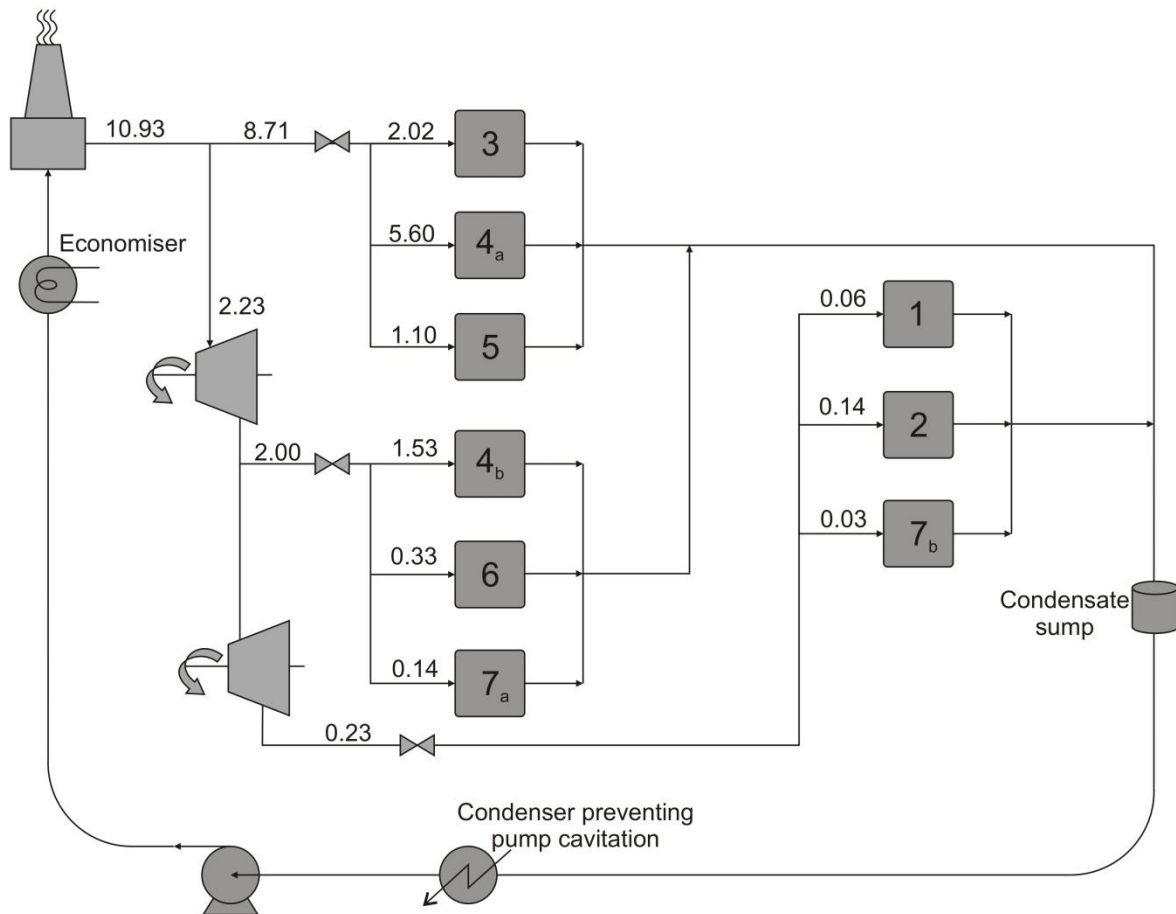 10.93
8.71
2.02
3
5.60
4a
Economiser
0.06
1
2.23
1.10
5
0.14
2
2.00
1.53
4b
0.03
7b
0.33
6
Condensate
sump
0.14
7a
0.23
Condenser preventing
pump cavitation